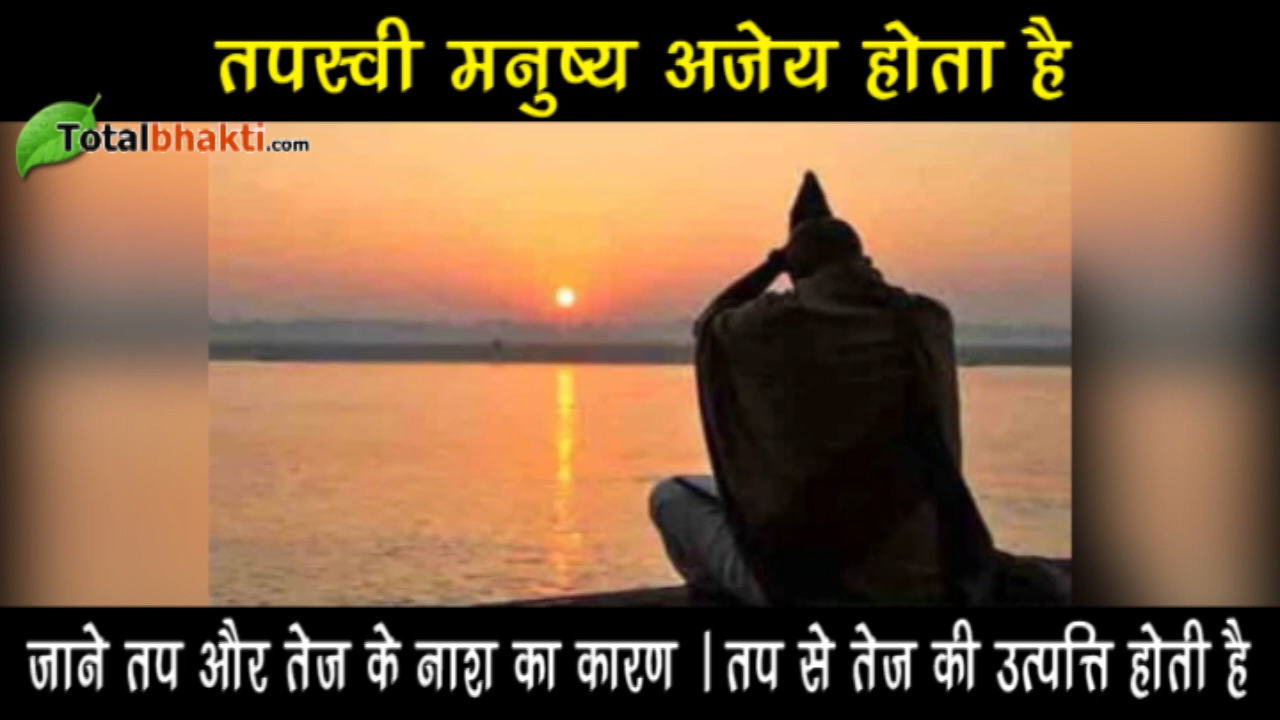 तपस्वी मनुष्य अजेय होता है
Totalbhakti.com
जाने तप और तेज के नाश का कारण | तप से तेज की उत्पत्ति होती है